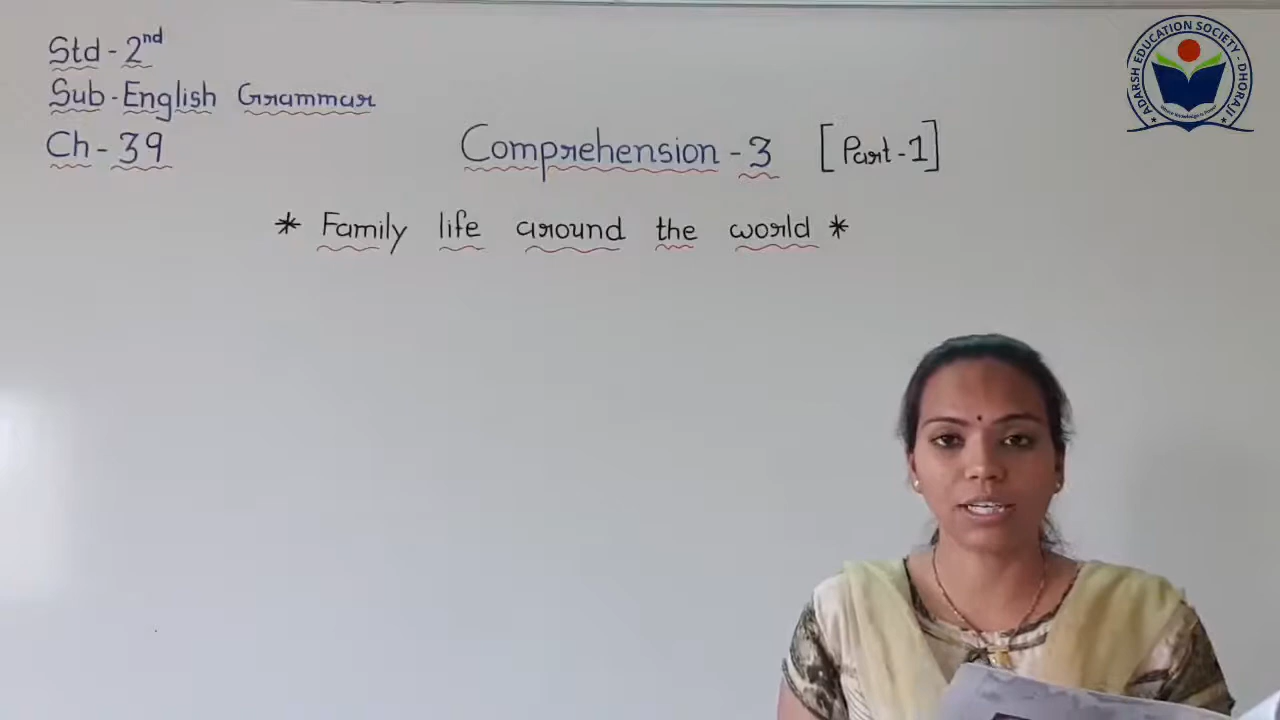 Std - 2nd
Sub - English Grammar
Ch - 39
Comprehension - 3 [Part - 1]
* Family life around the world *
ADARSH EDUCATION SOCIETY - DHORAJI